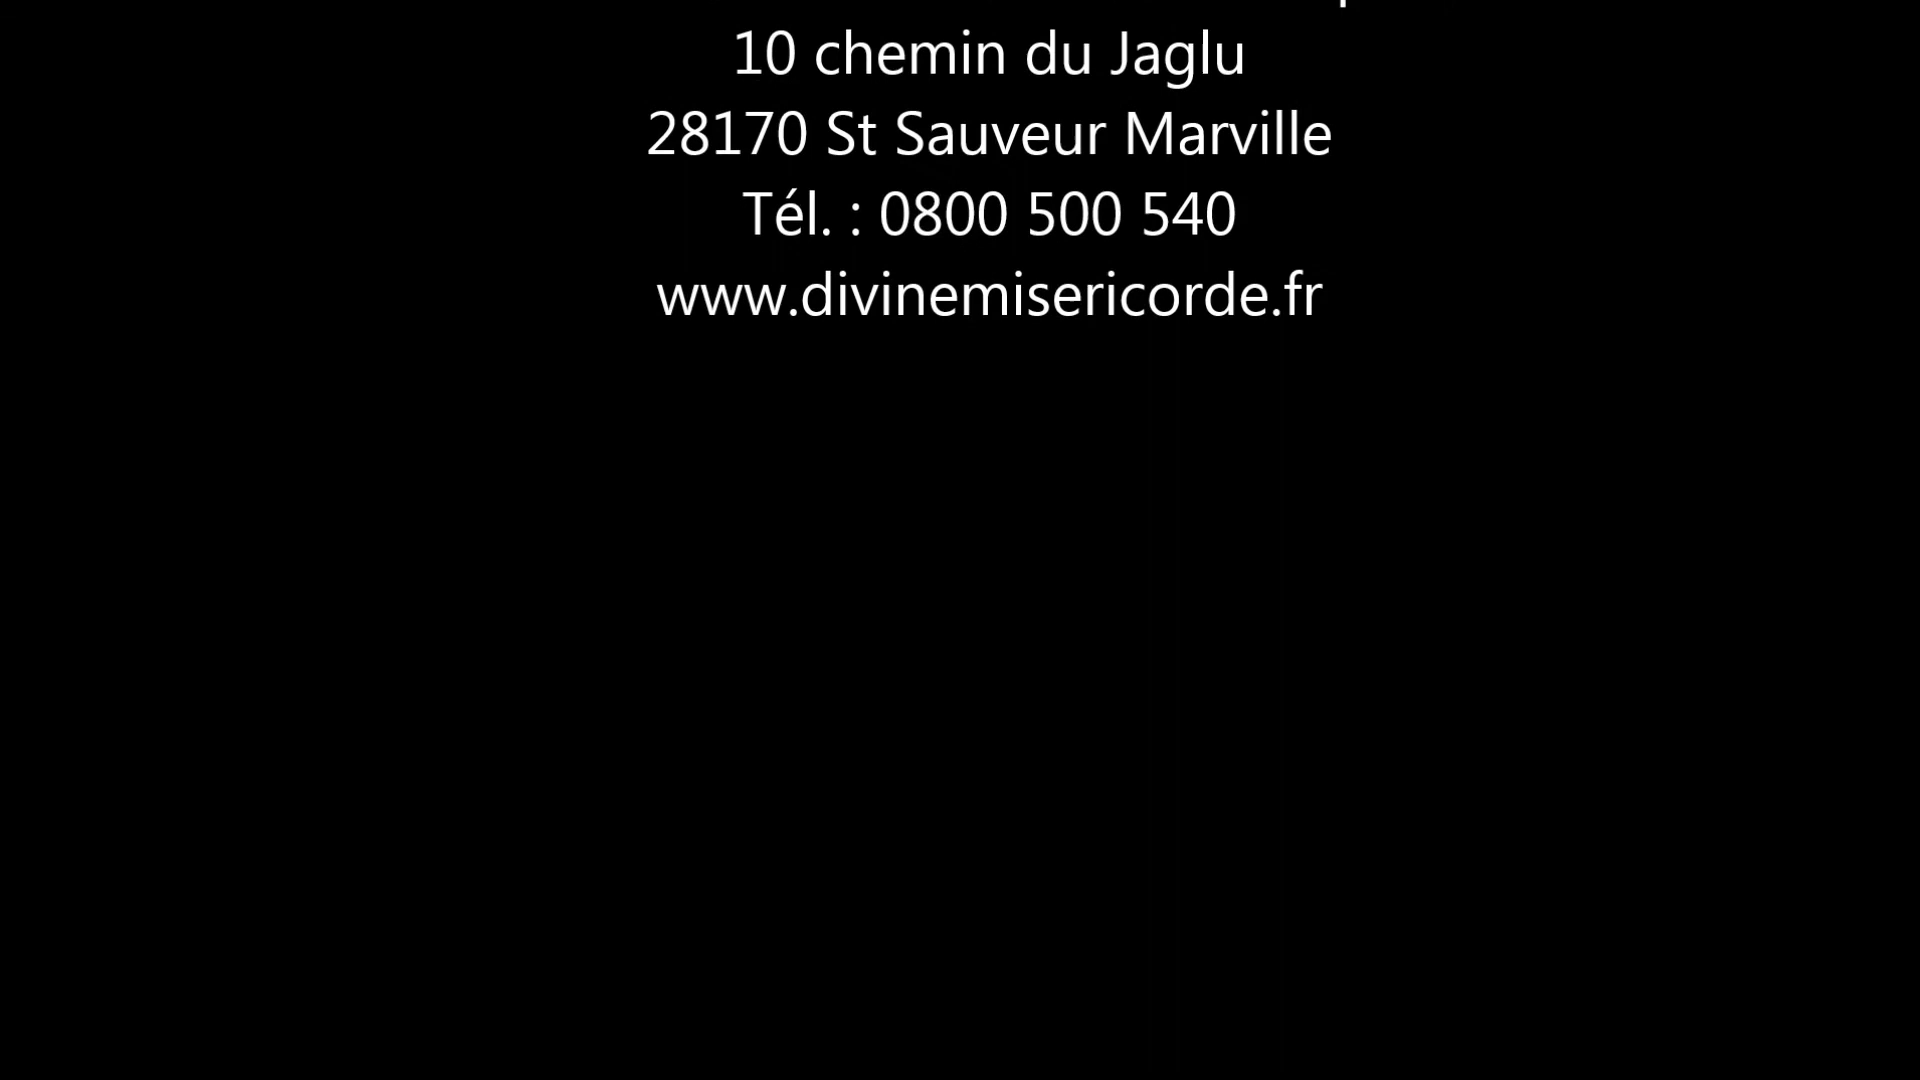 10 chemin du Jaglu
28170 St Sauveur Marville
Tél. : 0800 500 540
www.divinemisericorde.fr